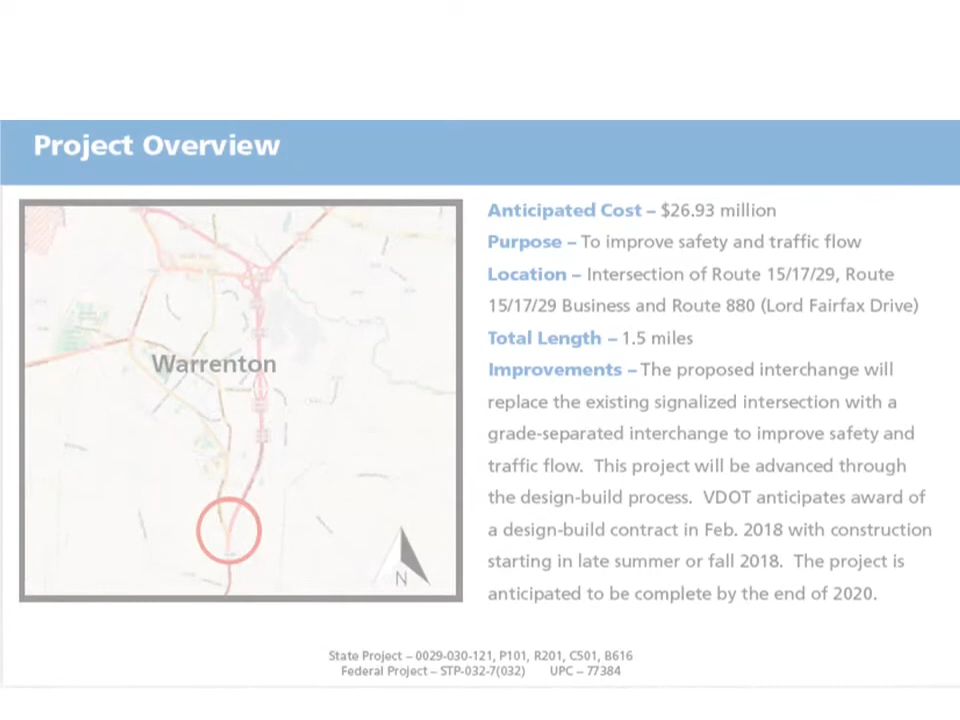 Project Overview
Anticipated Cost – $26.93 million
Purpose – To improve safety and traffic flow
Location – Intersection of Route 15/17/29, Route
15/17/29 Business and Route 880 (Lord Fairfax Drive)
Total Length – 1.5 miles
Improvements – The proposed interchange will
replace the existing signalized intersection with a
grade-separated interchange to improve safety and
traffic flow.  This project will be advanced through
the design-build process.  VDOT anticipates award of
a design-build contract in Feb. 2018 with construction
starting in late summer or fall 2018.  The project is
anticipated to be complete by the end of 2020.
Warrenton
N
State Project – 0029-030-121, P101, R201, C501, B616
Federal Project – STP-032-7(032)      UPC – 77384